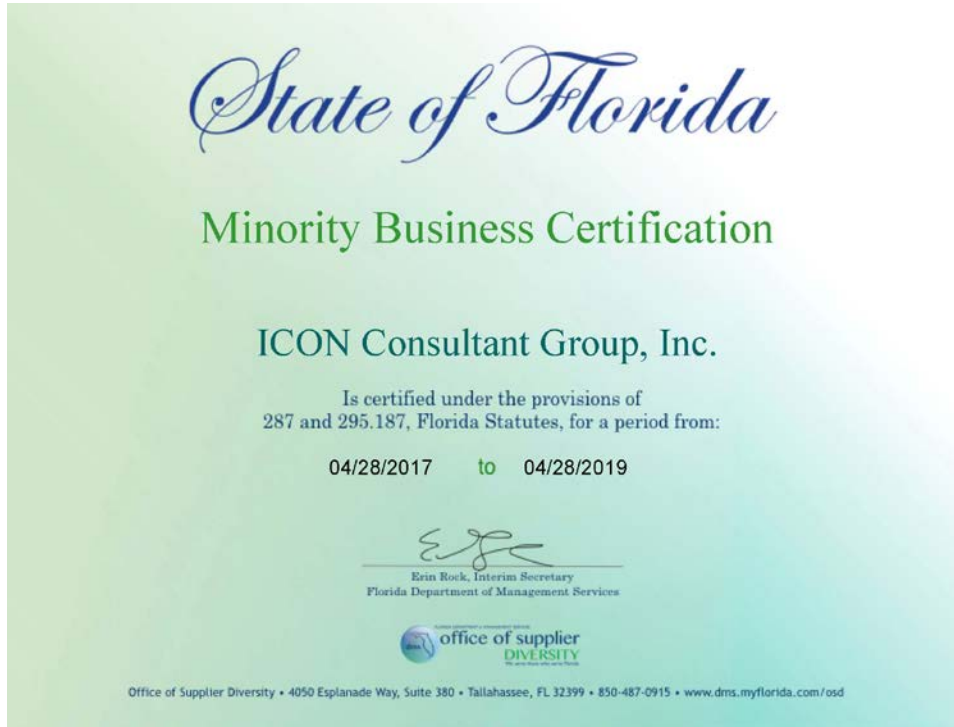 State of Florida
Minority Business Certification
ICON Consultant Group, Inc.
Is certified under the provisions of
287 and 295.187, Florida Statutes, for a period from:
04/28/2017 to 04/28/2019
Erin Rock, Interim Secretary
Florida Department of Management Services
dms
office of supplier
DIVERSITY
Office of Supplier Diversity • 4050 Esplanade Way, Suite 380 • Tallahassee, FL 32399 • 850-487-0915 • www.dms.myflorida.com/osd